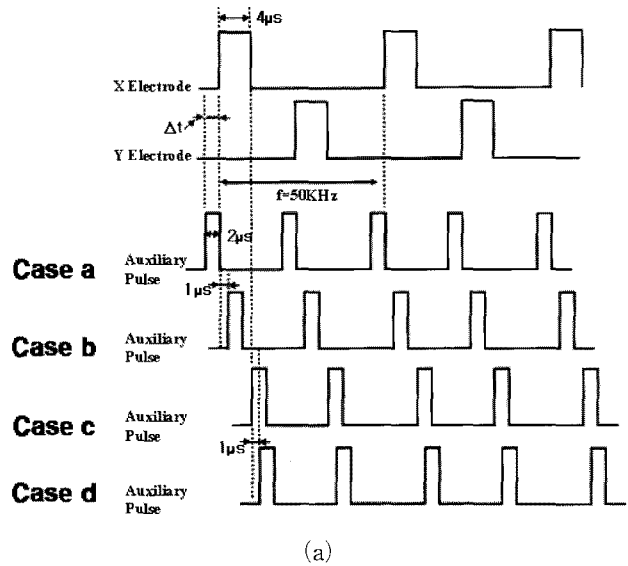 4μs
X Electrode
Δt
Y Electrode
f=50KHz
2μs
Case a
Auxiliary
Pulse
1μs
Case b
Auxiliary
Pulse
Case c
Auxiliary
Pulse
1μs
Case d
Auxiliary
Pulse
(a)